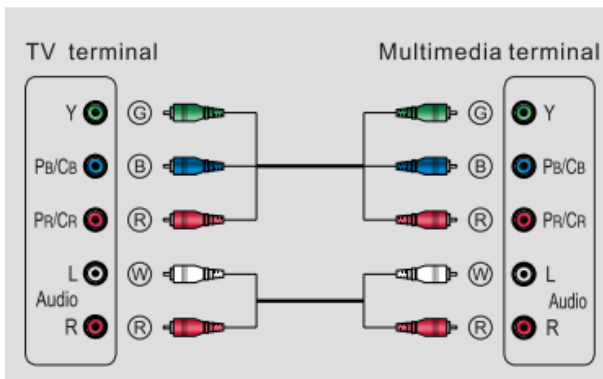 TV terminal Multimedia terminal
Y G G Y
PB/CB B B PB/CB
PR/CR R R PR/CR
L W W L
Audio Audio
R R R R